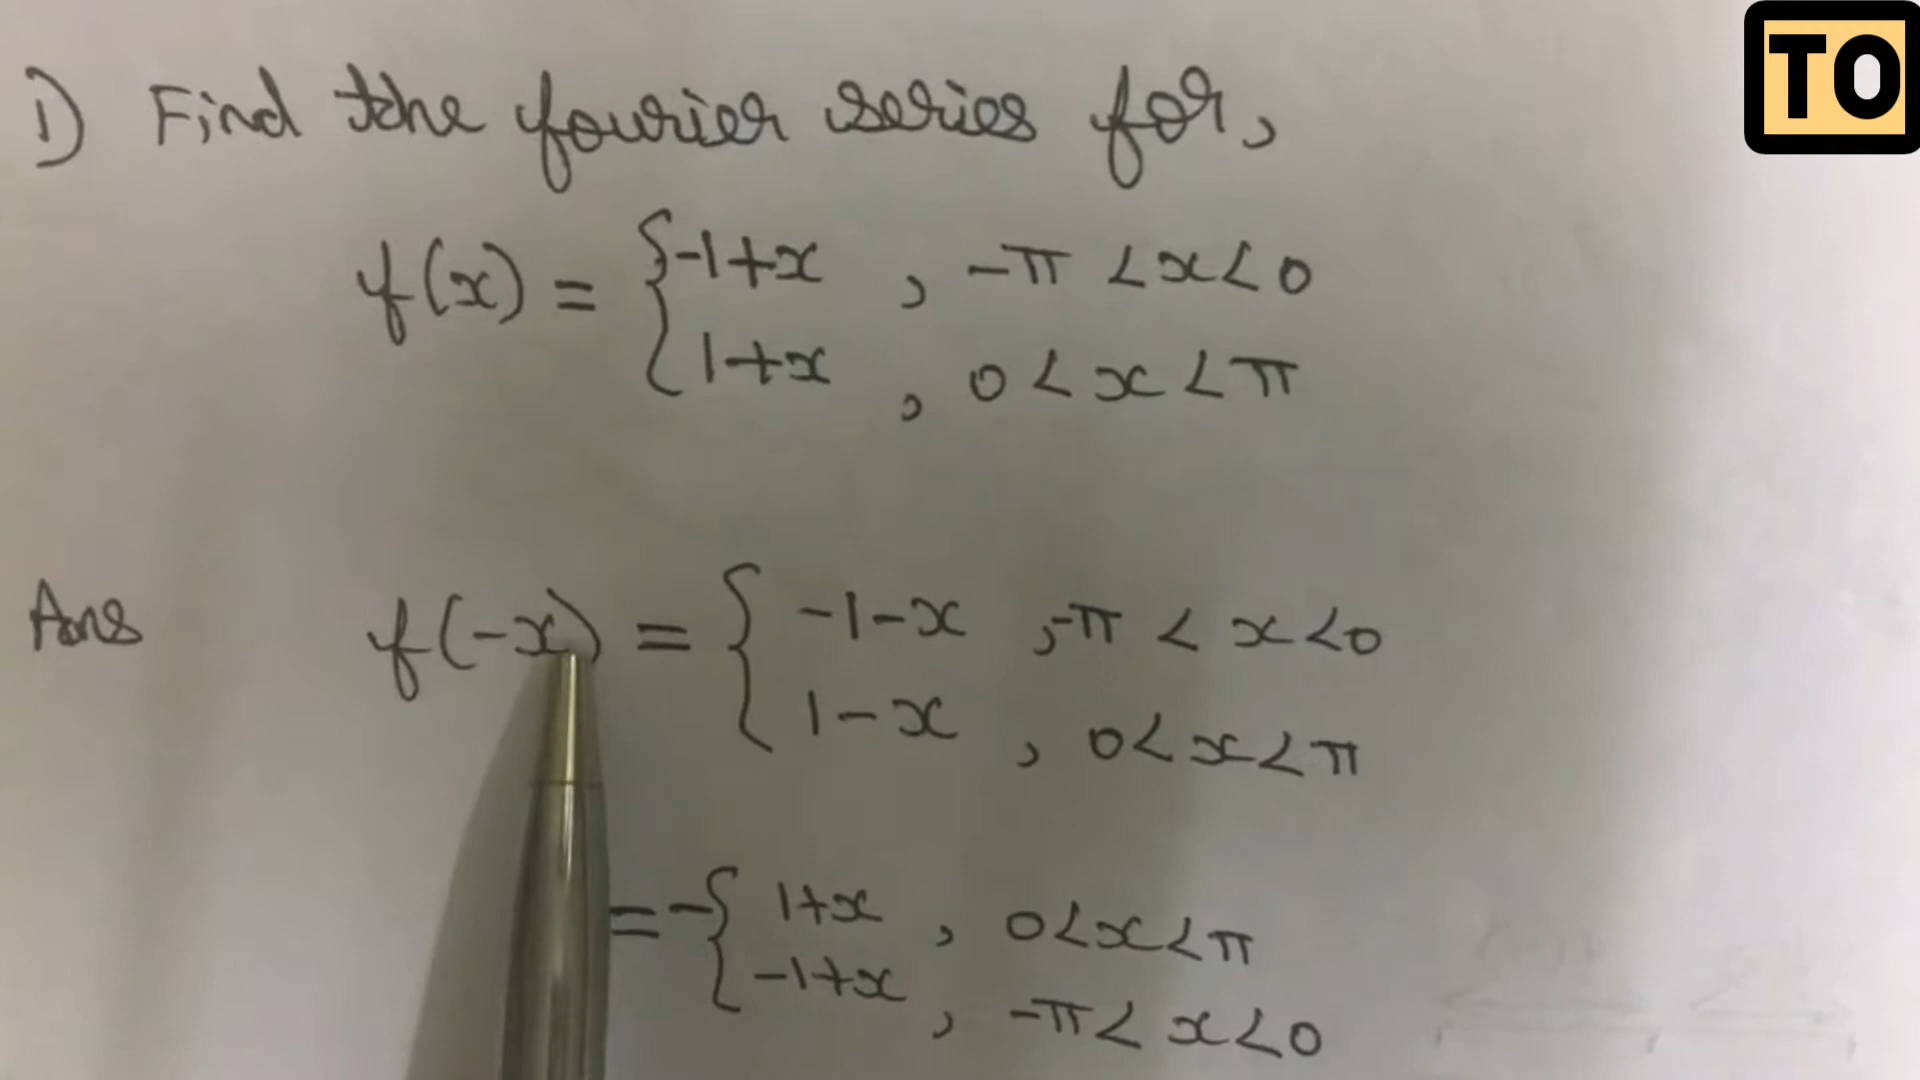 TO
1) Find the fourier series for,
f(x) = { -1+x , -π < x < 0
1+x , 0 < x < π
Ans f(-x) = { -1-x , -π < x < 0
1-x , 0 < x < π
= -{ 1+x , 0 < x < π
-1+x , -π < x < 0